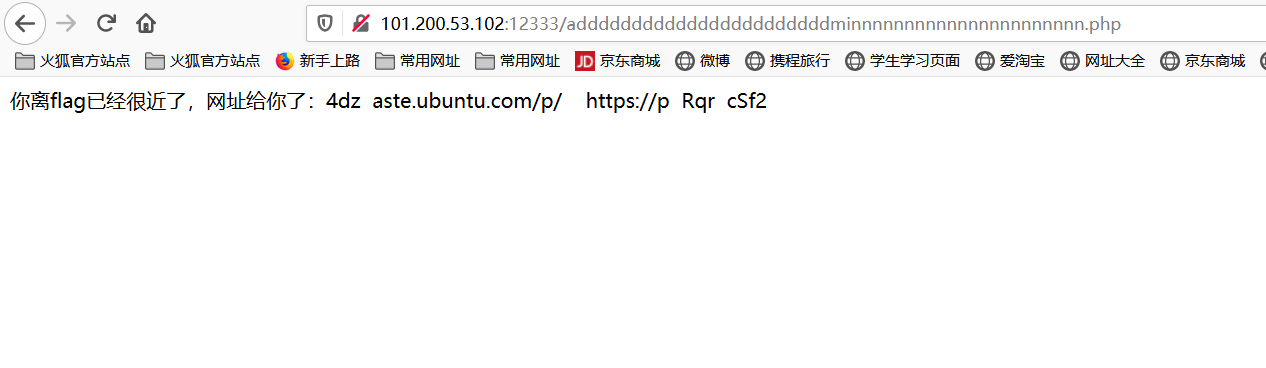 101.200.53.102:12333/adddddddddddddddddddddddddminnnnnnnnnnnnnnnnnnnnnn.php
火狐官方站点 火狐官方站点 新手上路 常用网址 常用网址 JD 京东商城 微博 携程旅行 学生学习页面 爱淘宝 网址大全 京东商城
你离flag已经很近了，网址给你了：4dz aste.ubuntu.com/p/ https://p Rqr cSf2